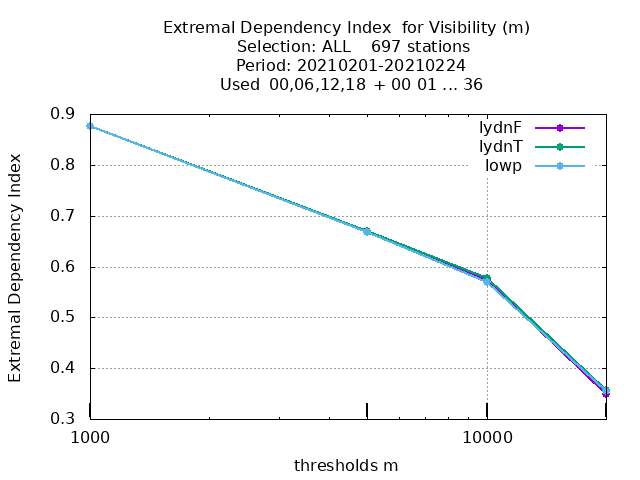 Extremal Dependency Index  for Visibility (m)
Selection: ALL    697 stations
Period: 20210201-20210224
Used  00,06,12,18  + 00 01 ... 36
0.9
0.8
0.7
0.6
0.5
0.4
0.3
Extremal Dependency Index
lydnF
lydnT
lowp
1000
10000
thresholds m